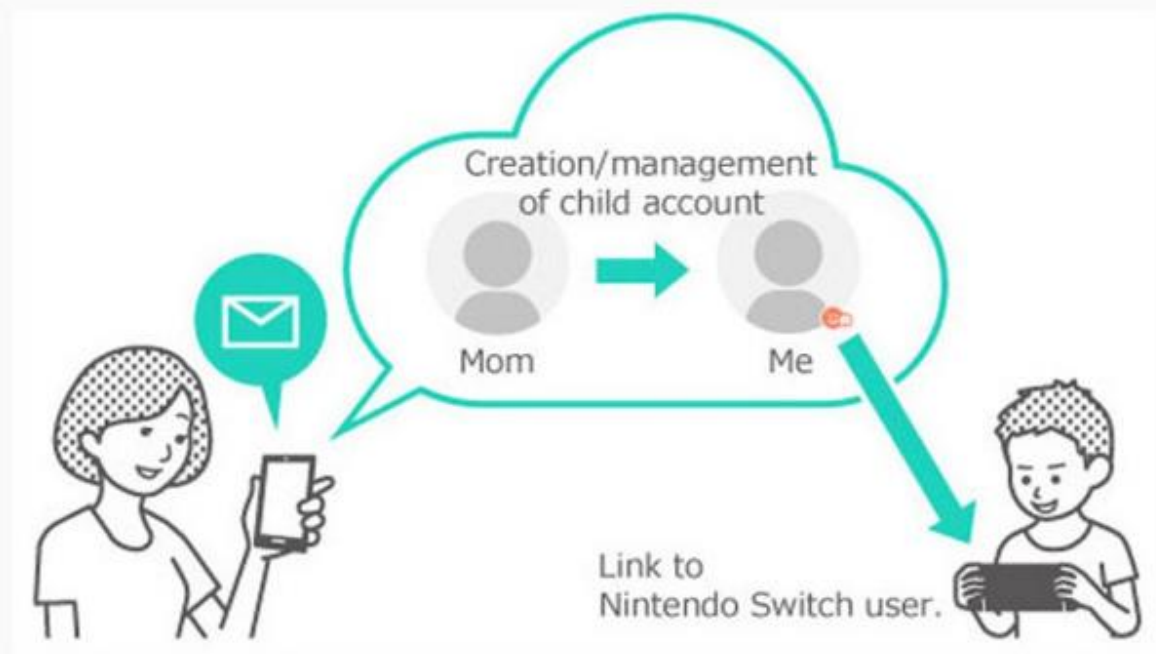 Creation/management
of child account
Mom
Me
Link to
Nintendo Switch user.